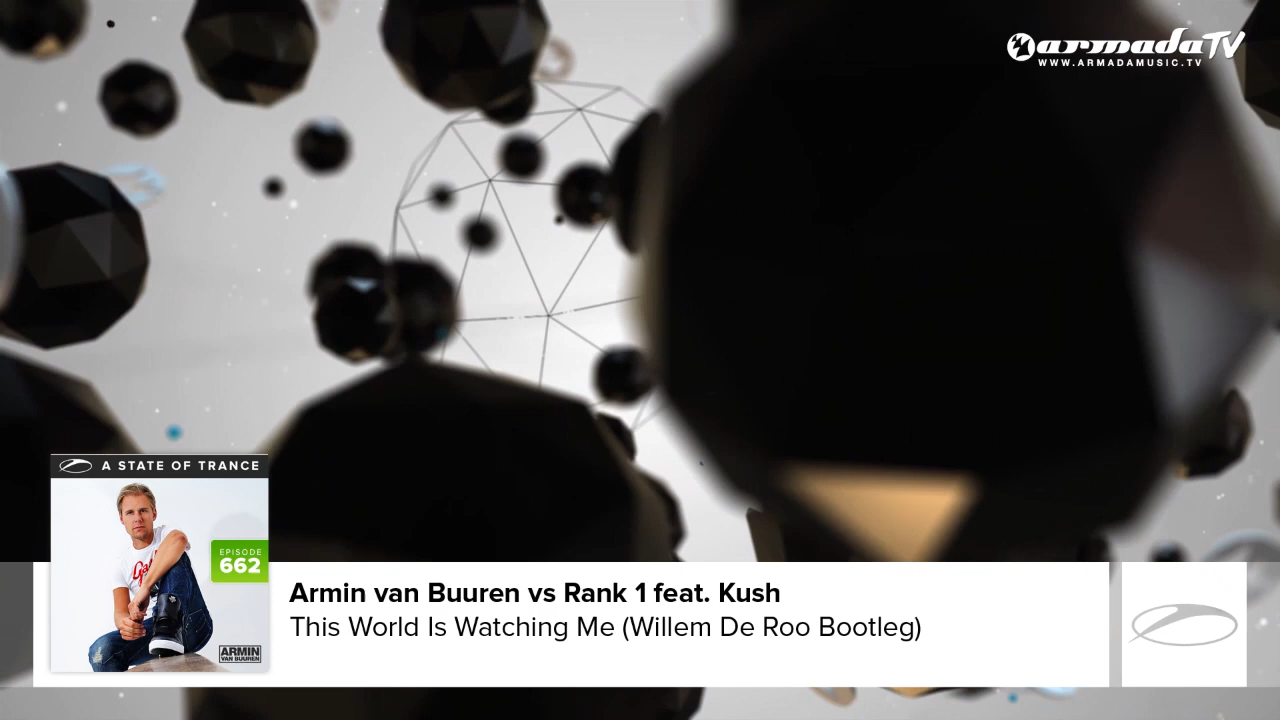 armadaTV
WWW.ARMADAMUSIC.TV
A STATE OF TRANCE
EPISODE
662
ARMIN
VAN BUUREN
Armin van Buuren vs Rank 1 feat. Kush
This World Is Watching Me (Willem De Roo Bootleg)